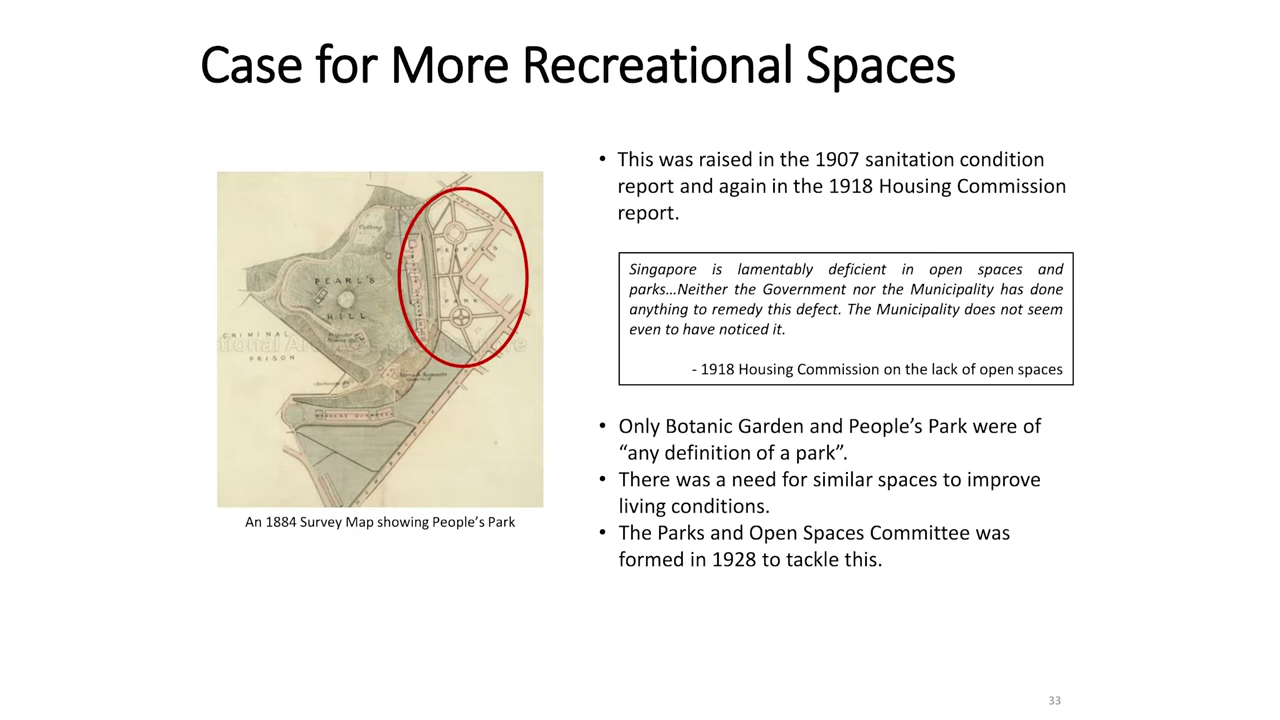 Case for More Recreational Spaces
• This was raised in the 1907 sanitation condition
report and again in the 1918 Housing Commission
report.
Singapore is lamentably deficient in open spaces and
parks…Neither the Government nor the Municipality has done
anything to remedy this defect. The Municipality does not seem
even to have noticed it.
- 1918 Housing Commission on the lack of open spaces
• Only Botanic Garden and People’s Park were of
“any definition of a park”.
• There was a need for similar spaces to improve
living conditions.
• The Parks and Open Spaces Committee was
formed in 1928 to tackle this.
Cutting
PEOPLE'S
PARK
PEARL'S
HILL
CRIMINAL
PRISON
An 1884 Survey Map showing People’s Park
33